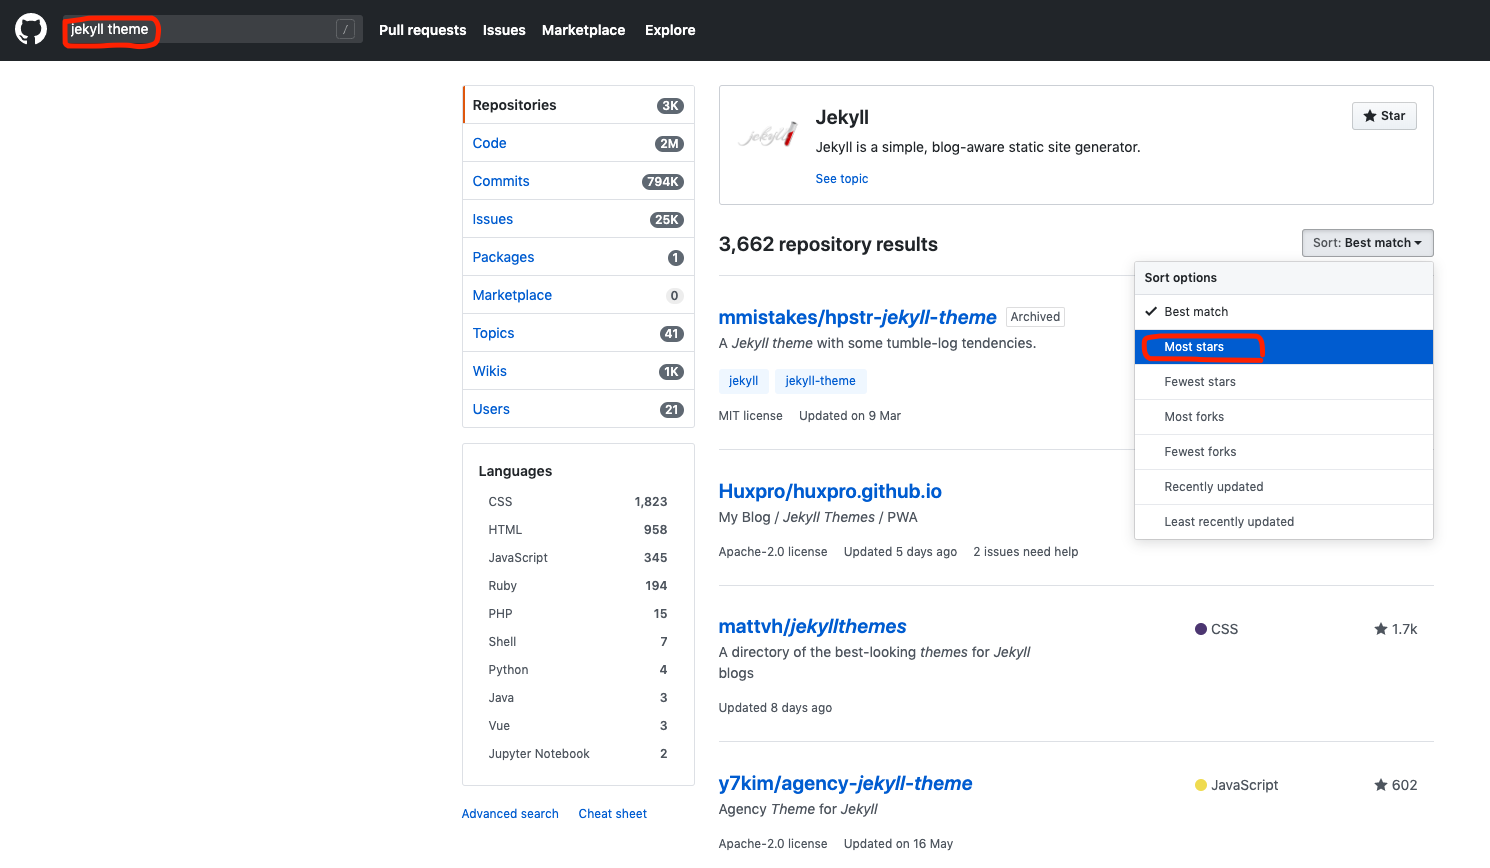 jekyll theme / Pull requests Issues Marketplace Explore
Repositories 3K
Code 2M
Commits 794K
Issues 25K
Packages 1
Marketplace 0
Topics 41
Wikis 1K
Users 21
Languages
CSS 1,823
HTML 958
JavaScript 345
Ruby 194
PHP 15
Shell 7
Python 4
Java 3
Vue 3
Jupyter Notebook 2
Advanced search Cheat sheet
jekyll
Jekyll
Star
Jekyll is a simple, blog-aware static site generator.
See topic
3,662 repository results
Sort: Best match
Sort options
Best match
Most stars
Fewest stars
Most forks
Fewest forks
Recently updated
Least recently updated
mmistakes/hpstr-jekyll-theme Archived
A Jekyll theme with some tumble-log tendencies.
jekyll jekyll-theme
MIT license Updated on 9 Mar
Huxpro/huxpro.github.io
My Blog / Jekyll Themes / PWA
Apache-2.0 license Updated 5 days ago 2 issues need help
mattvh/jekyllthemes CSS 1.7k
A directory of the best-looking themes for Jekyll
blogs
Updated 8 days ago
y7kim/agency-jekyll-theme JavaScript 602
Agency Theme for Jekyll
Apache-2.0 license Updated on 16 May